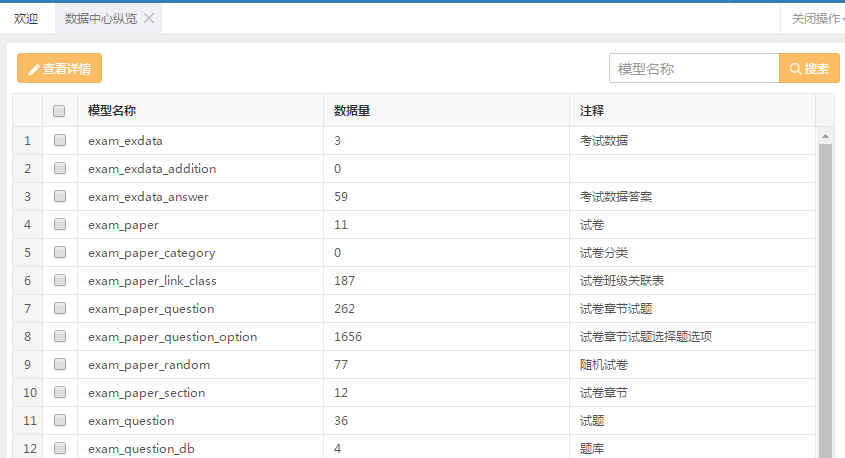 欢迎 数据中心纵览 关闭操作
查看详情 模型名称 搜索
模型名称 数据量 注释
1 exam_exdata 3 考试数据
2 exam_exdata_addition 0
3 exam_exdata_answer 59 考试数据答案
4 exam_paper 11 试卷
5 exam_paper_category 0 试卷分类
6 exam_paper_link_class 187 试卷班级关联表
7 exam_paper_question 262 试卷章节试题
8 exam_paper_question_option 1656 试卷章节试题选择题选项
9 exam_paper_random 77 随机试卷
10 exam_paper_section 12 试卷章节
11 exam_question 36 试题
12 exam_question_db 4 题库